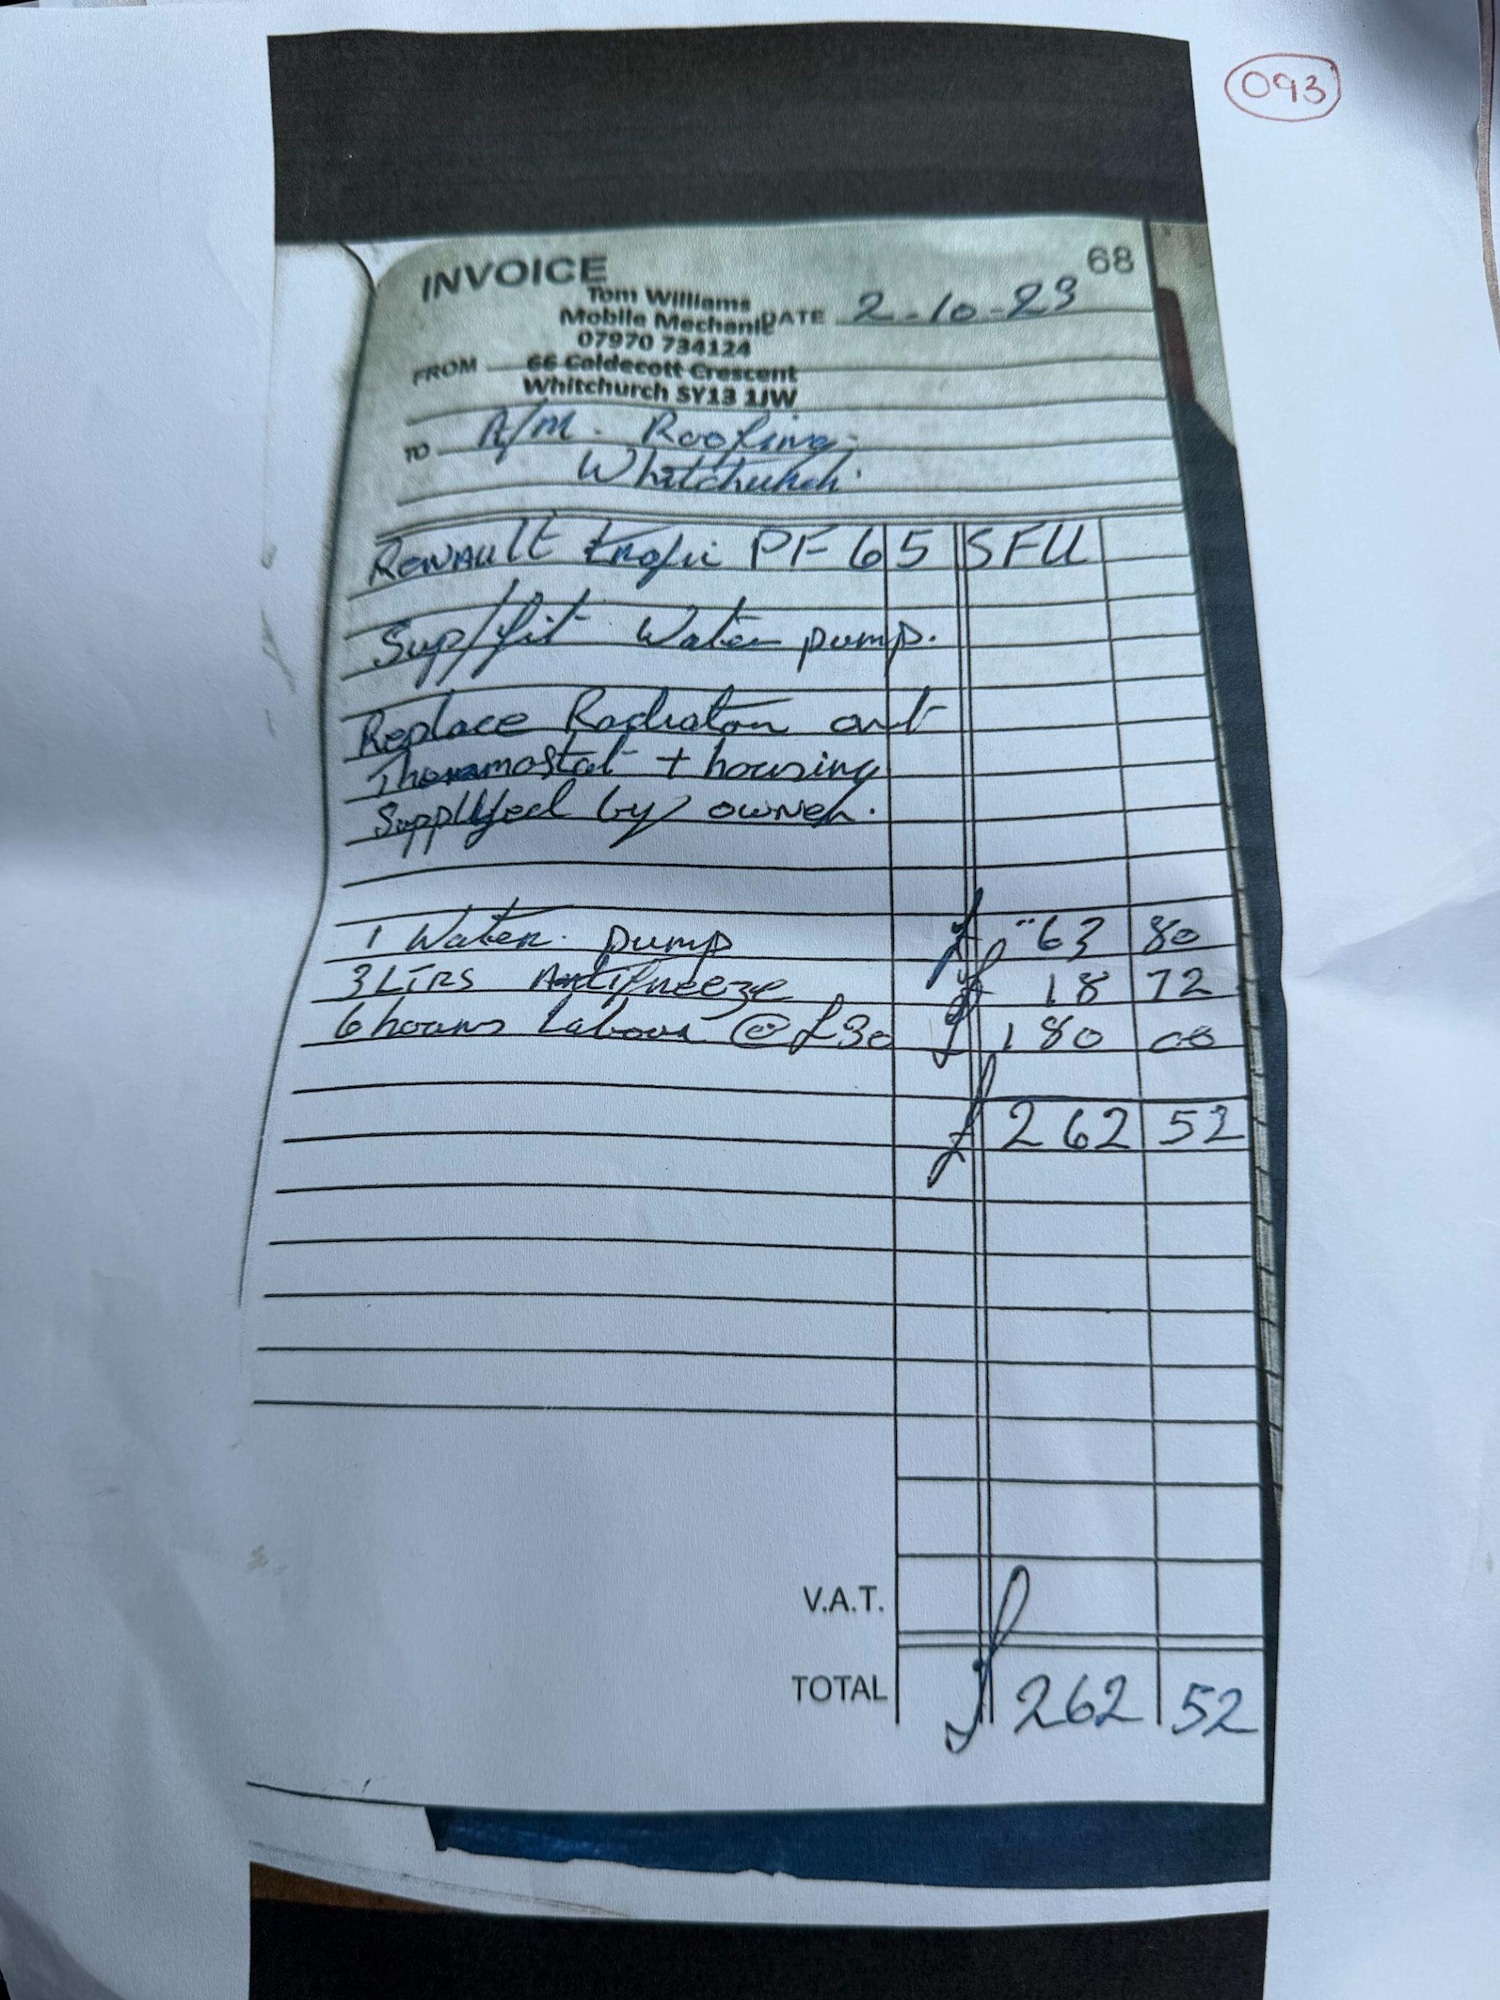 093
INVOICE
68
Tom Williams
Mobile Mechanic
DATE 2-10-23
07970 734124
FROM 66 Caldecott Crescent
Whitchurch SY13 1JW
TO A/M. Roofing.
Whitchurch.
Renault trafic PF65 SFU
Sup/fit Water pump.
Replace Radiator and
Thermostat + housing
Supplyed by owner.
1 Water. pump £ 63 80
3 LTRS Antifreeze £ 18 72
6 hours Labour @ £30 £ 180 00
£ 262 52
V.A.T.
TOTAL £ 262 52